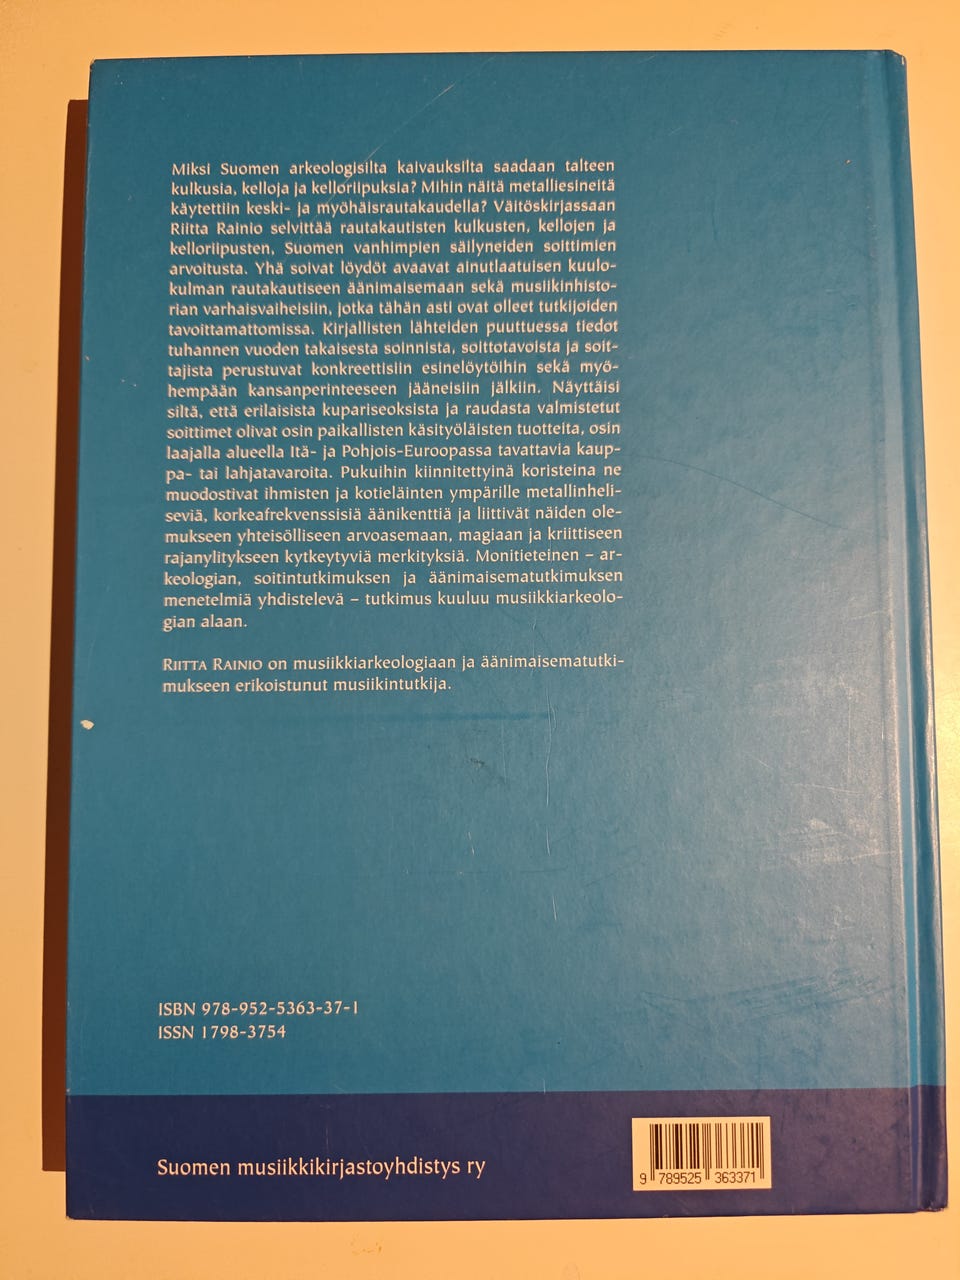 Miksi Suomen arkeologisilta kaivauksilta saadaan talteen
kulkusia, kelloja ja kelloriipuksia? Mihin näitä metalliesineitä
käytettiin keski- ja myöhäisrautakaudella? Väitöskirjassaan
Riitta Rainio selvittää rautakautisten kulkusten, kellojen ja
kelloriipusten, Suomen vanhimpien säilyneiden soittimien
arvoitusta. Yhä soivat löydöt avaavat ainutlaatuisen kuulo-
kulman rautakautiseen äänimaisemaan sekä musiikinhisto-
rian varhaisvaiheisiin, jotka tähän asti ovat olleet tutkijoiden
tavoittamattomissa. Kirjallisten lähteiden puuttuessa tiedot
tuhannen vuoden takaisesta soinnista, soittotavoista ja soit-
tajista perustuvat konkreettisiin esinelöytöihin sekä myö-
hempään kansanperinteeseen jääneisiin jälkiin. Näyttäisi
siltä, että erilaisista kupariseoksista ja raudasta valmistetut
soittimet olivat osin paikallisten käsityöläisten tuotteita, osin
laajalla alueella Itä- ja Pohjois-Euroopassa tavattavia kaup-
pa- tai lahjatavaroita. Pukuihin kiinnitettyinä koristeina ne
muodostivat ihmisten ja kotieläinten ympärille metallinheli-
seviä, korkeafrekvenssisiä äänikenttiä ja liittivät näiden ole-
mukseen yhteisölliseen arvoasemaan, magiaan ja kriittiseen
rajanylitykseen kytkeytyviä merkityksiä. Monitieteinen – ar-
keologian, soitintutkimuksen ja äänimaisematutkimuksen
menetelmiä yhdistelevä – tutkimus kuuluu musiikkiarkeolo-
gian alaan.
RIITTA RAINIO on musiikkiarkeologiaan ja äänimaisematutki-
mukseen erikoistunut musiikintutkija.
ISBN 978-952-5363-37-1
ISSN 1798-3754
Suomen musiikkikirjastoyhdistys ry
9 789525 363371